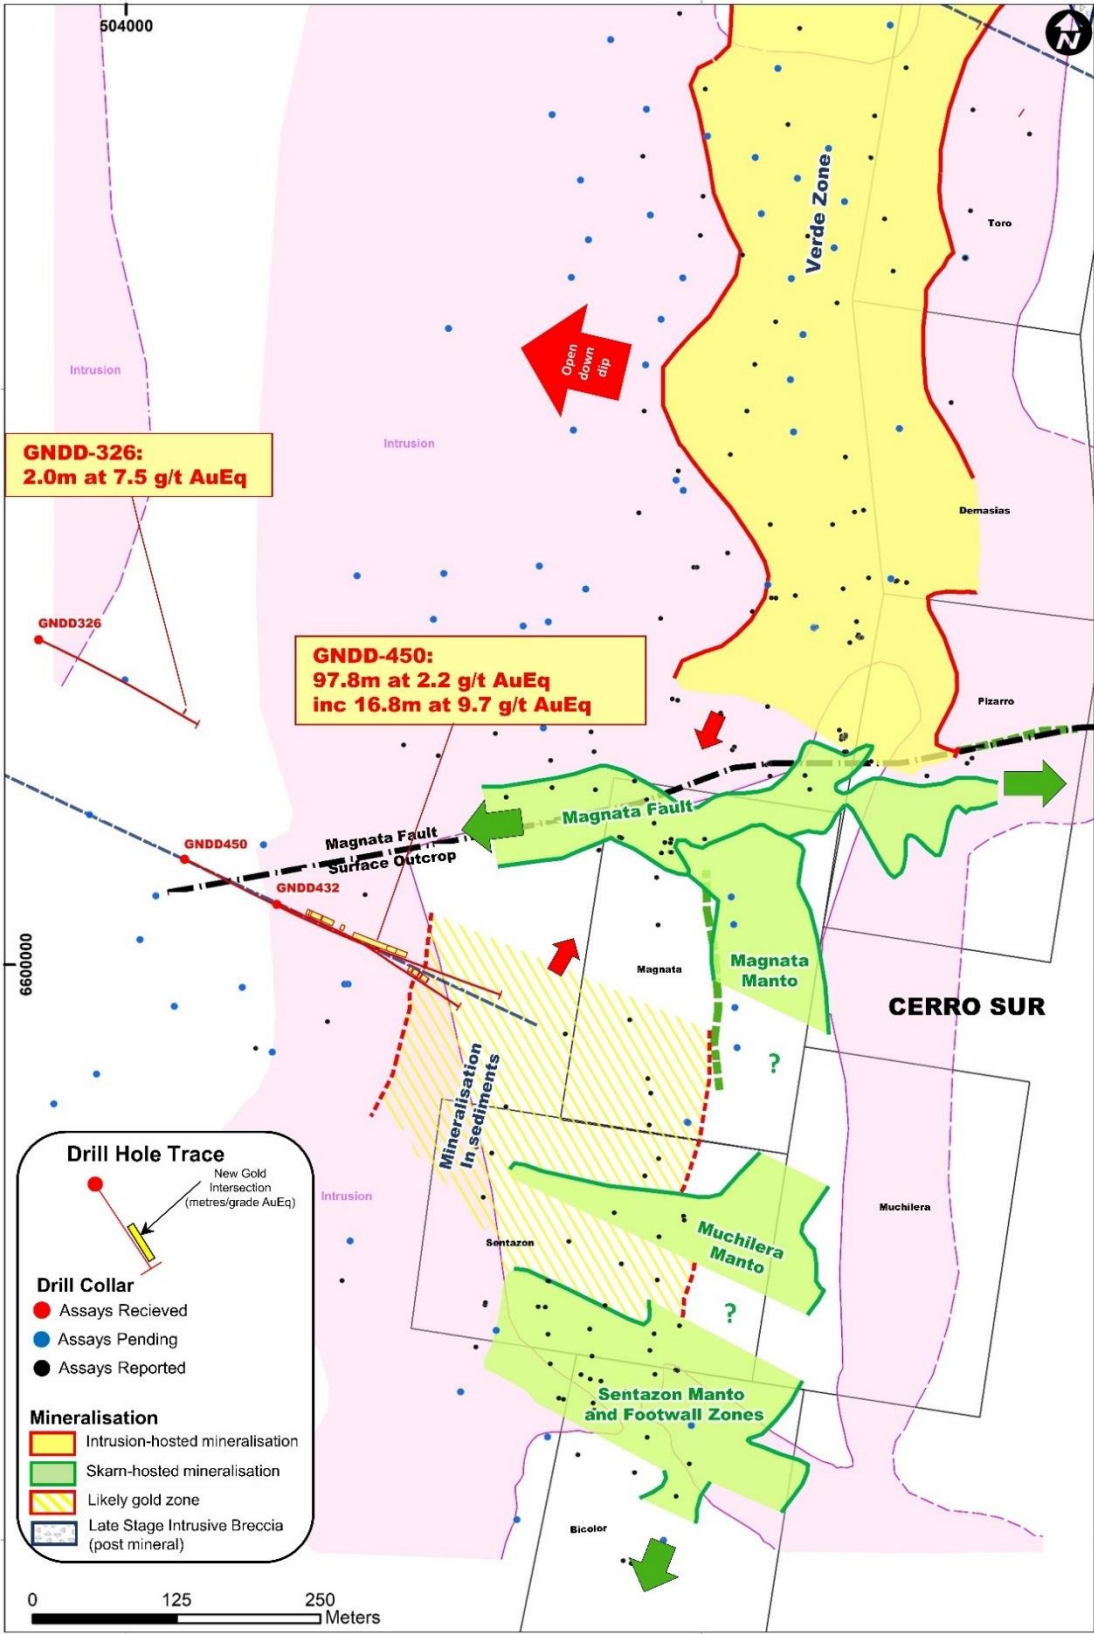 504000
N
Verde Zone
Toro
Open
down
dip
Intrusion
Intrusion
GNDD-326:
2.0m at 7.5 g/t AuEq
Demasias
GNDD326
GNDD-450:
97.8m at 2.2 g/t AuEq
inc 16.8m at 9.7 g/t AuEq
Pizarro
Magnata Fault
Magnata Fault
Surface Outcrop
GNDD450
GNDD432
6600000
Magnata
Magnata
Manto
CERRO SUR
?
Mineralisation
In sediments
Muchilera
Manto
Muchilera
Intrusion
Sentazon
?
Sentazon Manto
and Footwall Zones
Bicolor
Drill Hole Trace
New Gold
Intersection
(metres/grade AuEq)
Drill Collar
Assays Recieved
Assays Pending
Assays Reported
Mineralisation
Intrusion-hosted mineralisation
Skarn-hosted mineralisation
Likely gold zone
Late Stage Intrusive Breccia
(post mineral)
0 125 250
Meters